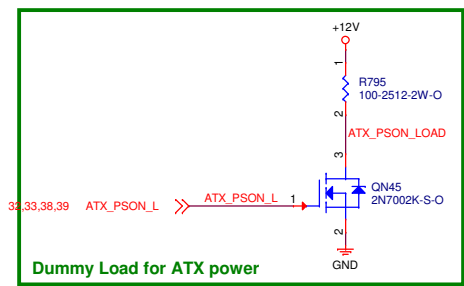 +12V
1
R795
100-2512-2W-O
2
ATX_PSON_LOAD
3
QN45
2N7002K-S-O
32,33,38,39 ATX_PSON_L
ATX_PSON_L
1
2
GND
Dummy Load for ATX power